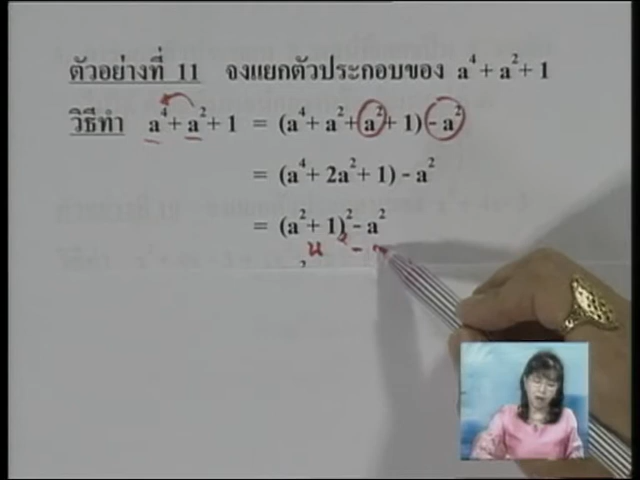 ตัวอย่างที่ 11 จงแยกตัวประกอบของ a⁴ + a² + 1
วิธีทำ a⁴ + a² + 1 = (a⁴ + a² + a² + 1) - a²
= (a⁴ + 2a² + 1) - a²
= (a² + 1)² - a²
น² -